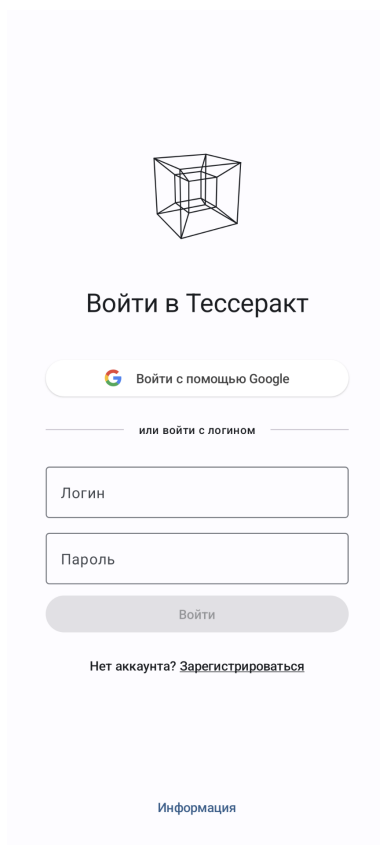 Войти в Тессеракт
Войти с помощью Google
или войти с логином
Логин
Пароль
Войти
Нет аккаунта? Зарегистрироваться
Информация